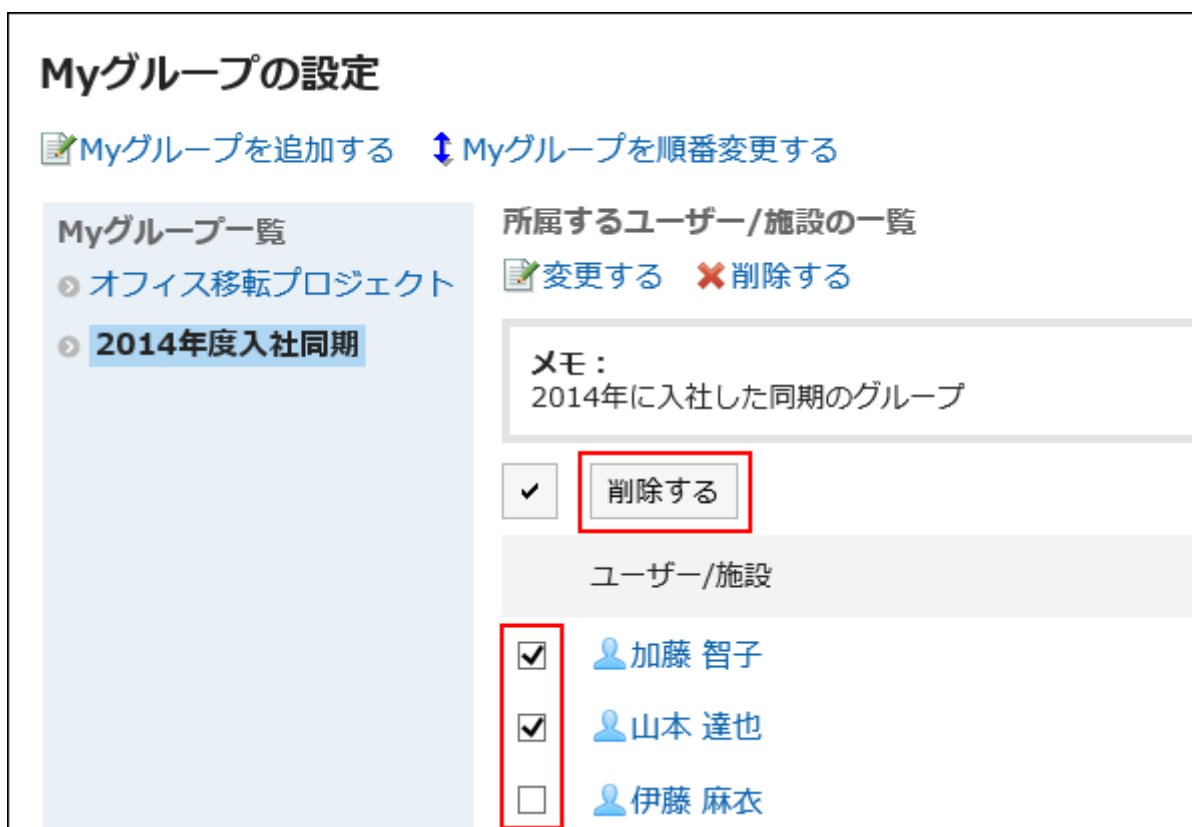 Myグループの設定
Myグループを追加する Myグループを順番変更する
Myグループ一覧
オフィス移転プロジェクト
2014年度入社同期
所属するユーザー/施設の一覧
変更する 削除する
メモ：
2014年に入社した同期のグループ
削除する
ユーザー/施設
加藤 智子
山本 達也
伊藤 麻衣